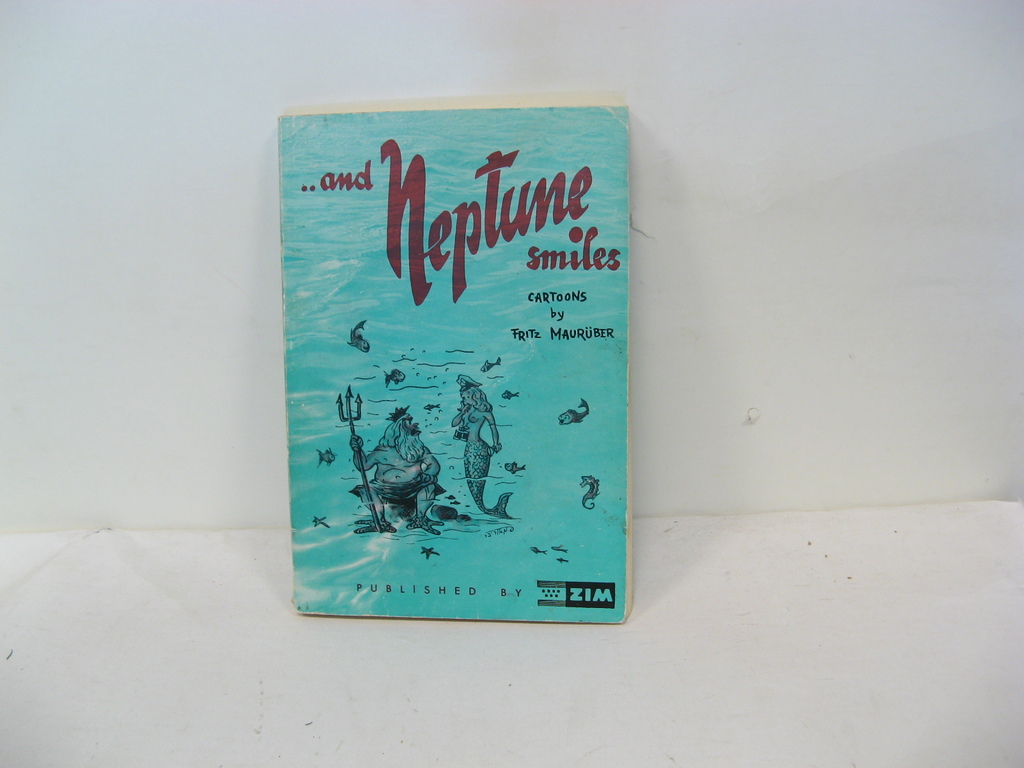 ..and Neptune
smiles
CARTOONS
by
FRITZ MAURÜBER
PUBLISHED BY ZIM